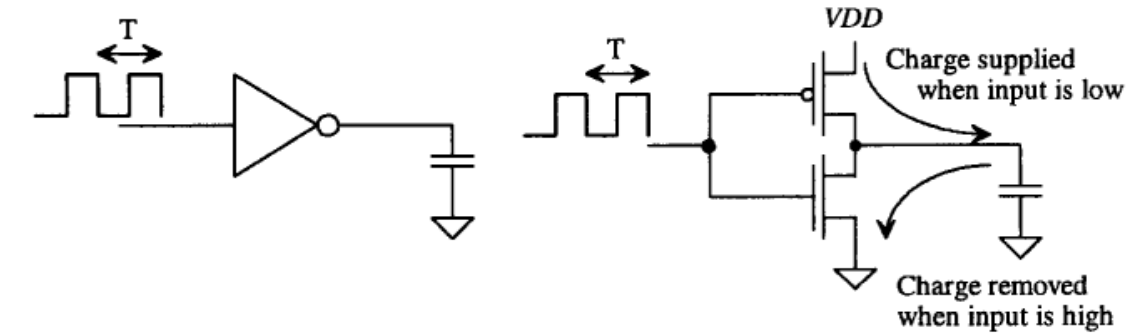 T
T
VDD
Charge supplied
when input is low
Charge removed
when input is high